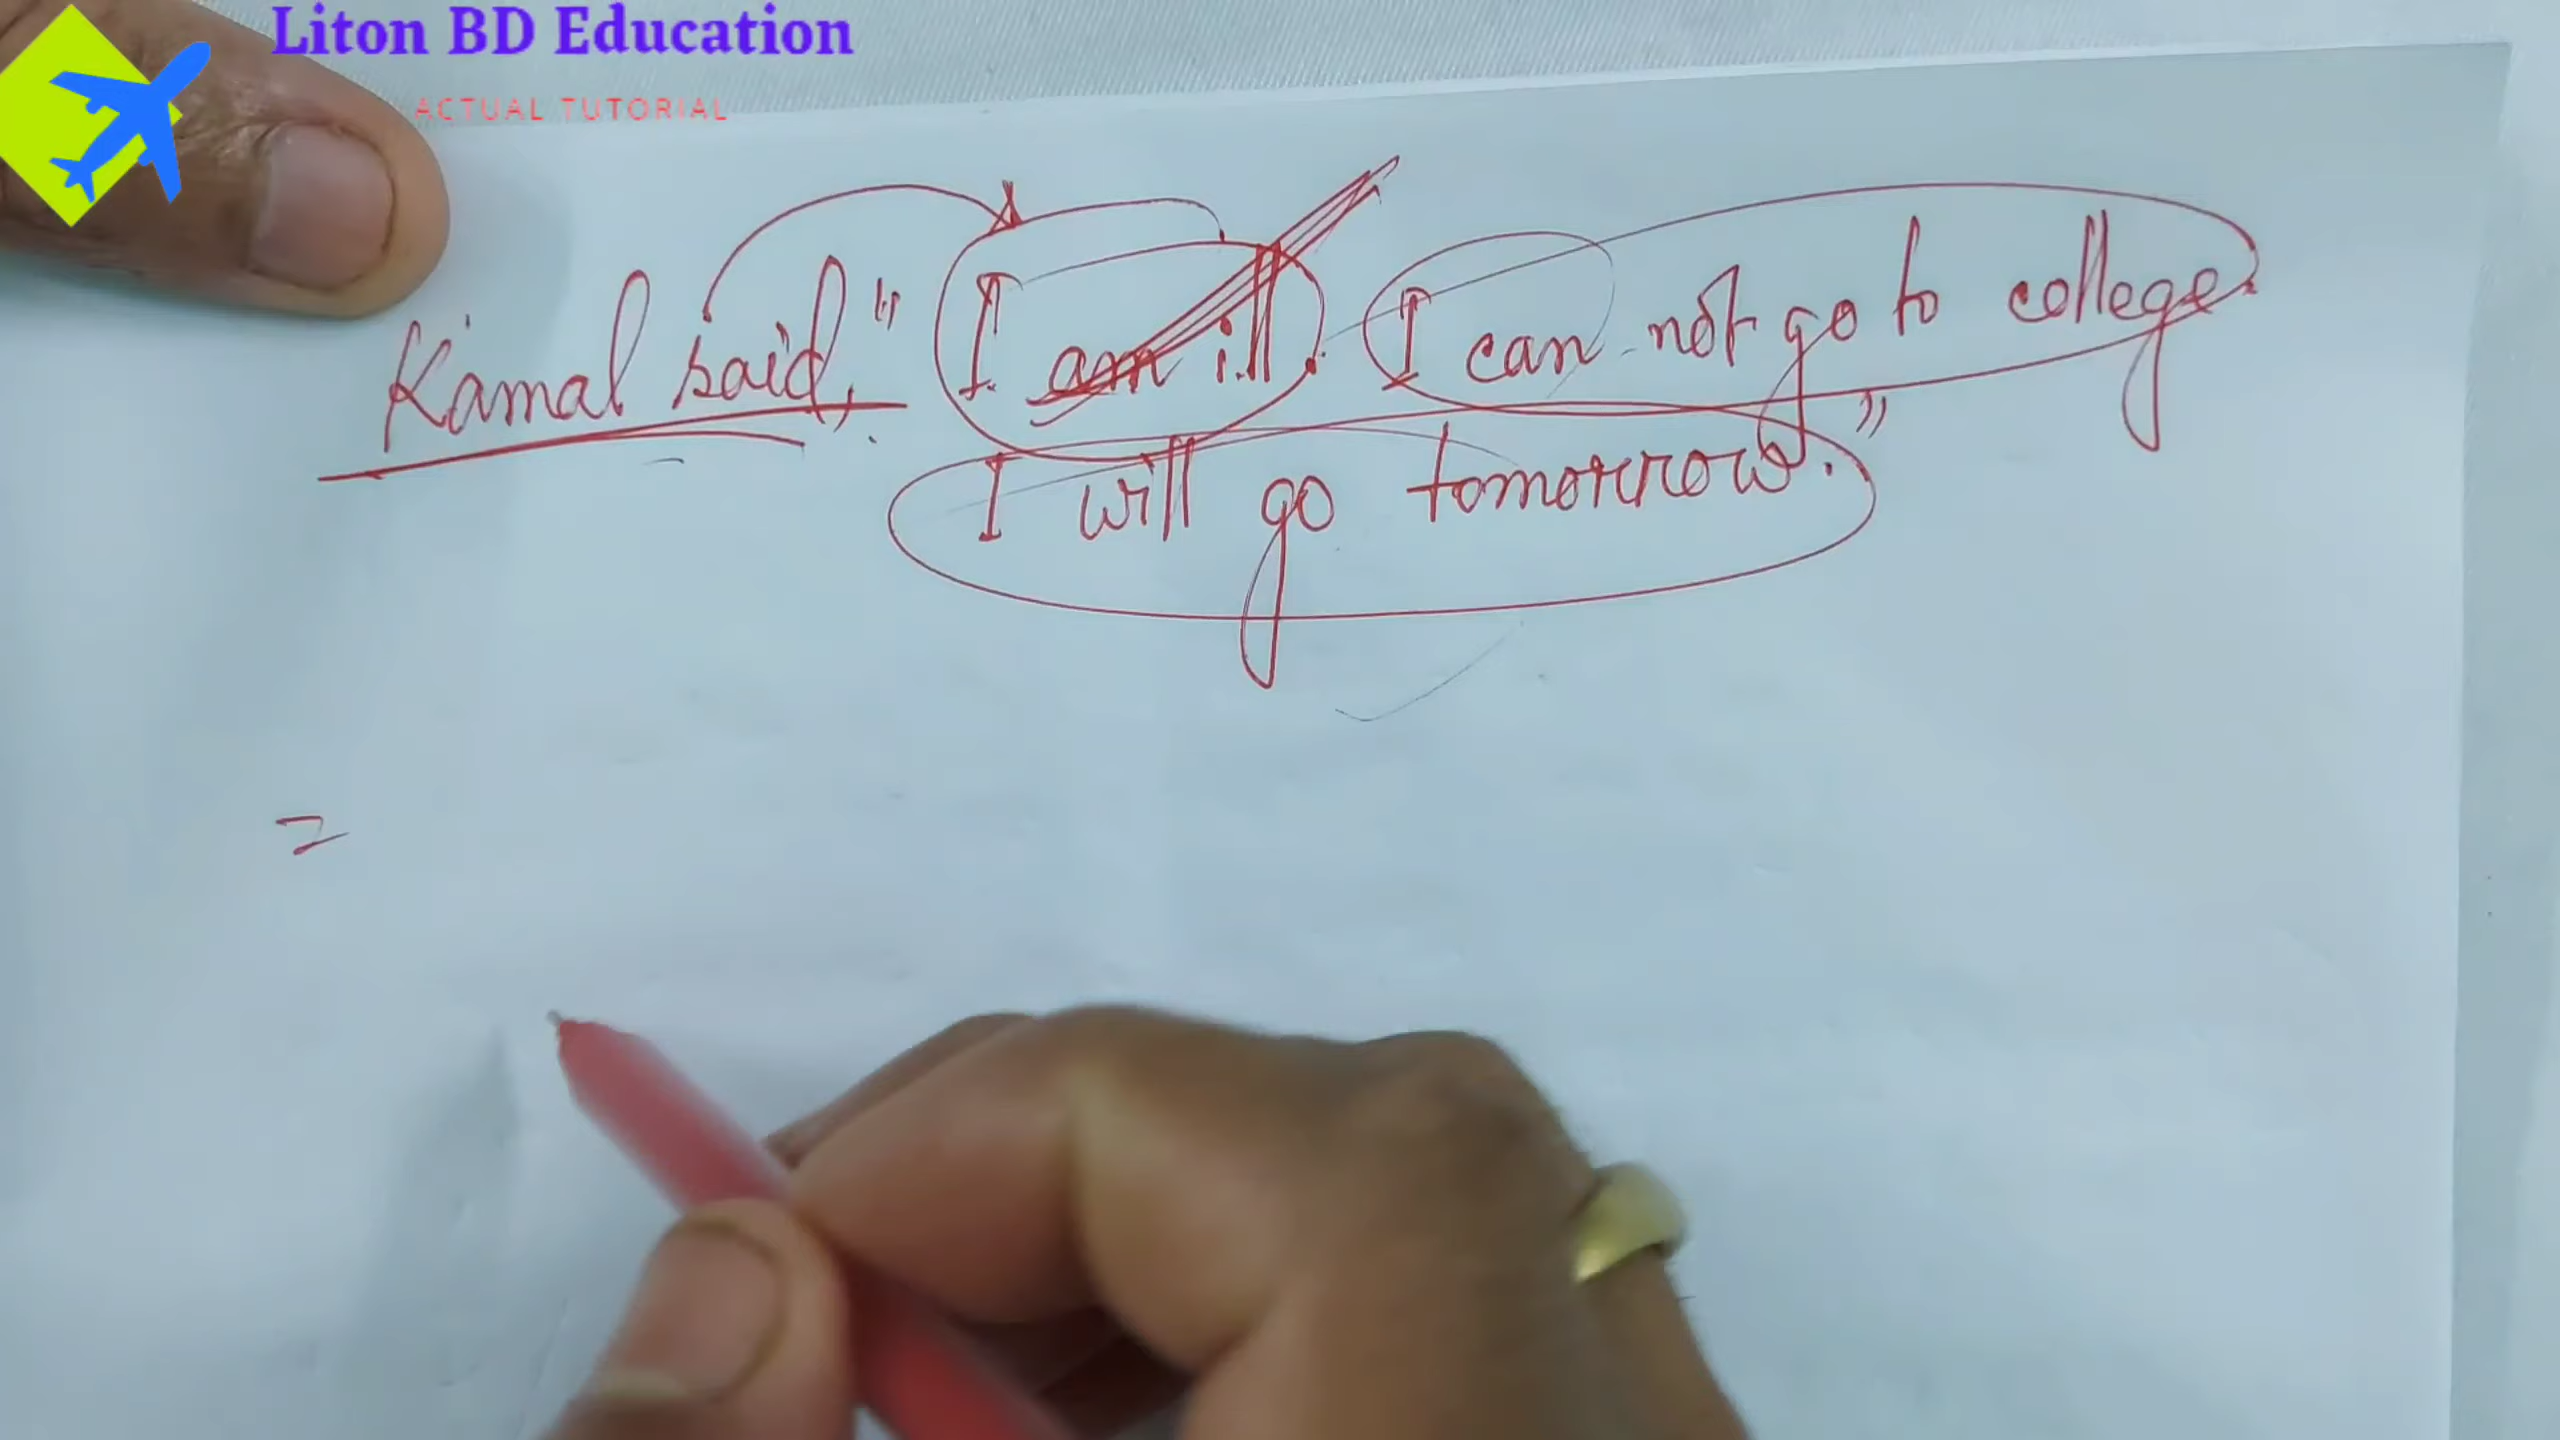 Liton BD Education
ACTUAL TUTORIAL
Kamal said, "I am ill. I can not go to college.
I will go tomorrow."
=